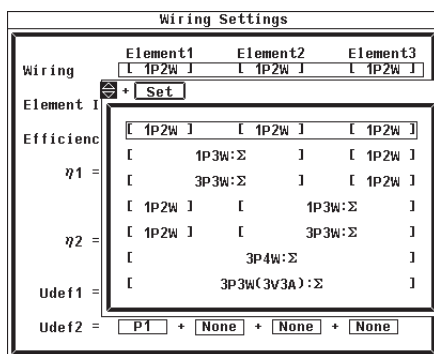 Wiring Settings
Element1 Element2 Element3
Wiring [ 1P2W ] [ 1P2W ] [ 1P2W ]
+ Set
Element I
[ 1P2W ] [ 1P2W ] [ 1P2W ]
Efficienc
[ 1P3W:Σ ] [ 1P2W ]
η1 =
[ 3P3W:Σ ] [ 1P2W ]
[ 1P2W ] [ 1P3W:Σ ]
[ 1P2W ] [ 3P3W:Σ ]
η2 =
[ 3P4W:Σ ]
[ 3P3W(3V3A):Σ ]
Udef1 =
Udef2 = P1 + None + None + None